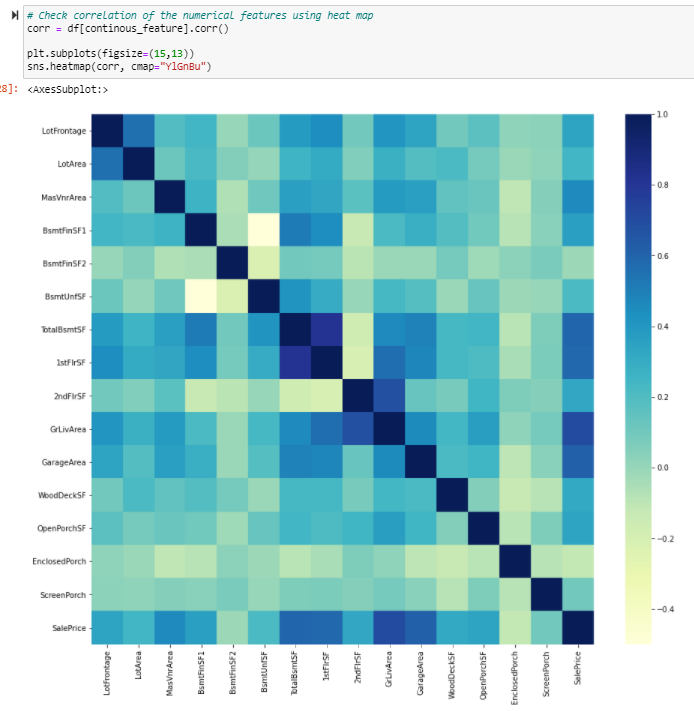 # Check correlation of the numerical features using heat map
corr = df[continous_feature].corr()
plt.subplots(figsize=(15,13))
sns.heatmap(corr, cmap="YlGnBu")
28]: <AxesSubplot:>
LotFrontage
LotArea
MasVnrArea
BsmtFinSF1
BsmtFinSF2
BsmtUnfSF
TotalBsmtSF
1stFlrSF
2ndFlrSF
GrLivArea
GarageArea
WoodDeckSF
OpenPorchSF
EnclosedPorch
ScreenPorch
SalePrice
LotFrontage
LotArea
MasVnrArea
BsmtFinSF1
BsmtFinSF2
BsmtUnfSF
TotalBsmtSF
1stFlrSF
2ndFlrSF
GrLivArea
GarageArea
WoodDeckSF
OpenPorchSF
EnclosedPorch
ScreenPorch
SalePrice
1.0
0.8
0.6
0.4
0.2
0.0
−0.2
−0.4